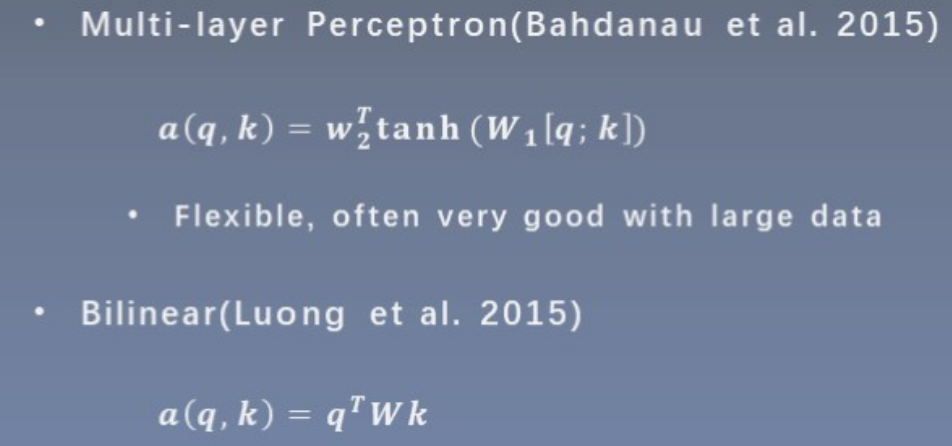 • Multi-layer Perceptron(Bahdanau et al. 2015)
a(q, k) = w₂ᵀtanh (W₁[q; k])
• Flexible, often very good with large data
• Bilinear(Luong et al. 2015)
a(q, k) = qᵀWk